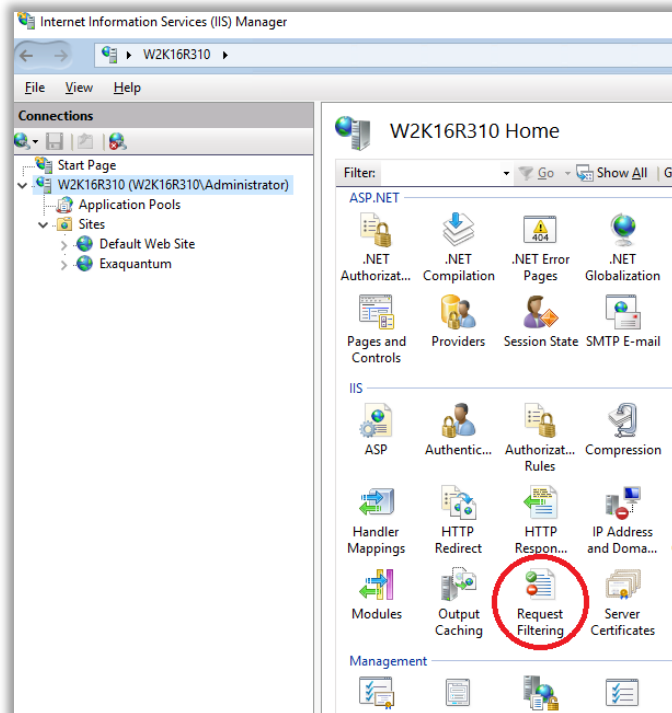 Internet Information Services (IIS) Manager
W2K16R310
File View Help
Connections
Start Page
W2K16R310 (W2K16R310\Administrator)
Application Pools
Sites
Default Web Site
Exaquantum
W2K16R310 Home
Filter: Go Show All G
ASP.NET
.NET Authorizat...
.NET Compilation
.NET Error Pages
404
.NET Globalization
Pages and Controls
Providers
Session State
SMTP E-mail
IIS
ASP
Authentic...
Authorizat... Rules
Compression
Handler Mappings
HTTP Redirect
HTTP Respon...
IP Address and Doma...
Modules
Output Caching
Request Filtering
Server Certificates
Management